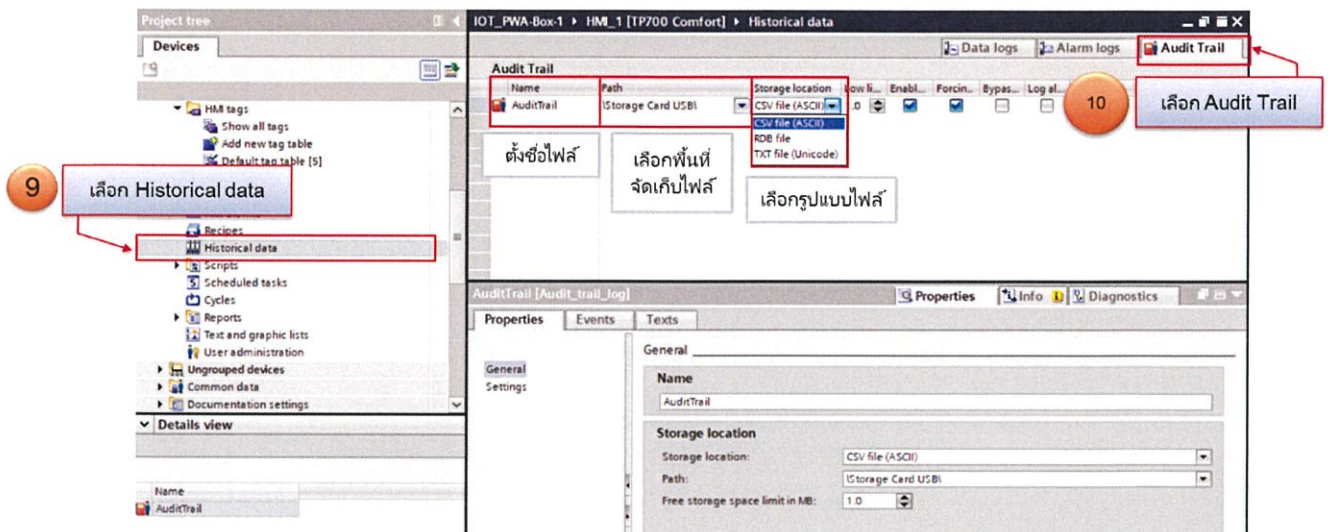 Project tree
Devices
HMI tags
Show all tags
Add new tag table
Default tag table [5]
9
เลือก Historical data
Recipes
Historical data
Scripts
Scheduled tasks
Cycles
Reports
Text and graphic lists
User administration
Ungrouped devices
Common data
Documentation settings
Details view
Name
AuditTrail
IOT_PWA-Box-1 HMI_1 [TP700 Comfort] Historical data
Data logs Alarm logs Audit Trail
Audit Trail
Name Path Storage location Low li... Enabl... Forcin... Bypas... Log al...
AuditTrail \Storage Card USB\ CSV file (ASCII) .0
CSV file (ASCII)
RDB file
TXT file (Unicode)
10
เลือก Audit Trail
ตั้งชื่อไฟล์
เลือกพื้นที่
จัดเก็บไฟล์
เลือกรูปแบบไฟล์
AuditTrail [Audit_trail_log]
Properties Info Diagnostics
Properties Events Texts
General
Settings
General
Name
AuditTrail
Storage location
Storage location: CSV file (ASCII)
Path: \Storage Card USB\
Free storage space limit in MB: 1.0